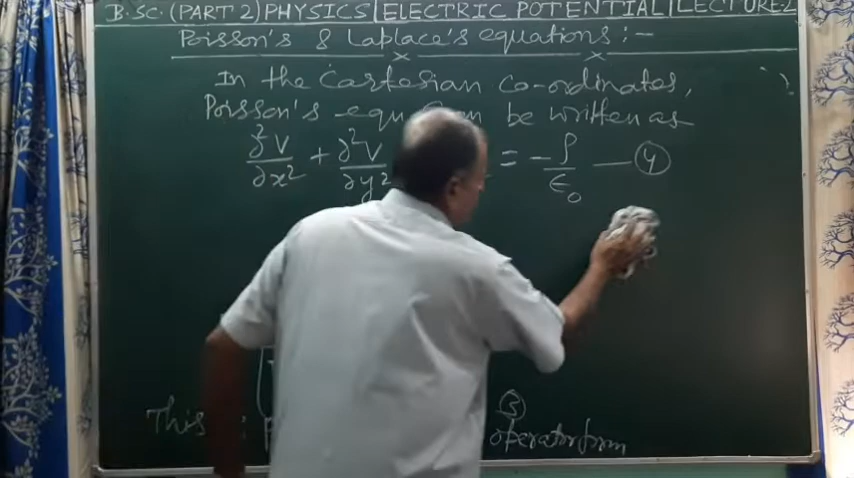 B.SC.(PART 2)PHYSICS|ELECTRIC POTENTIAL|LECTURE-2
Poisson's & Laplace's equations:-
In the Cartesian co-ordinates,
Poisson's equ be written as
∂²V/∂x² + ∂²V/∂y² = -ρ/ε₀ — (4)
(3)
This operator form